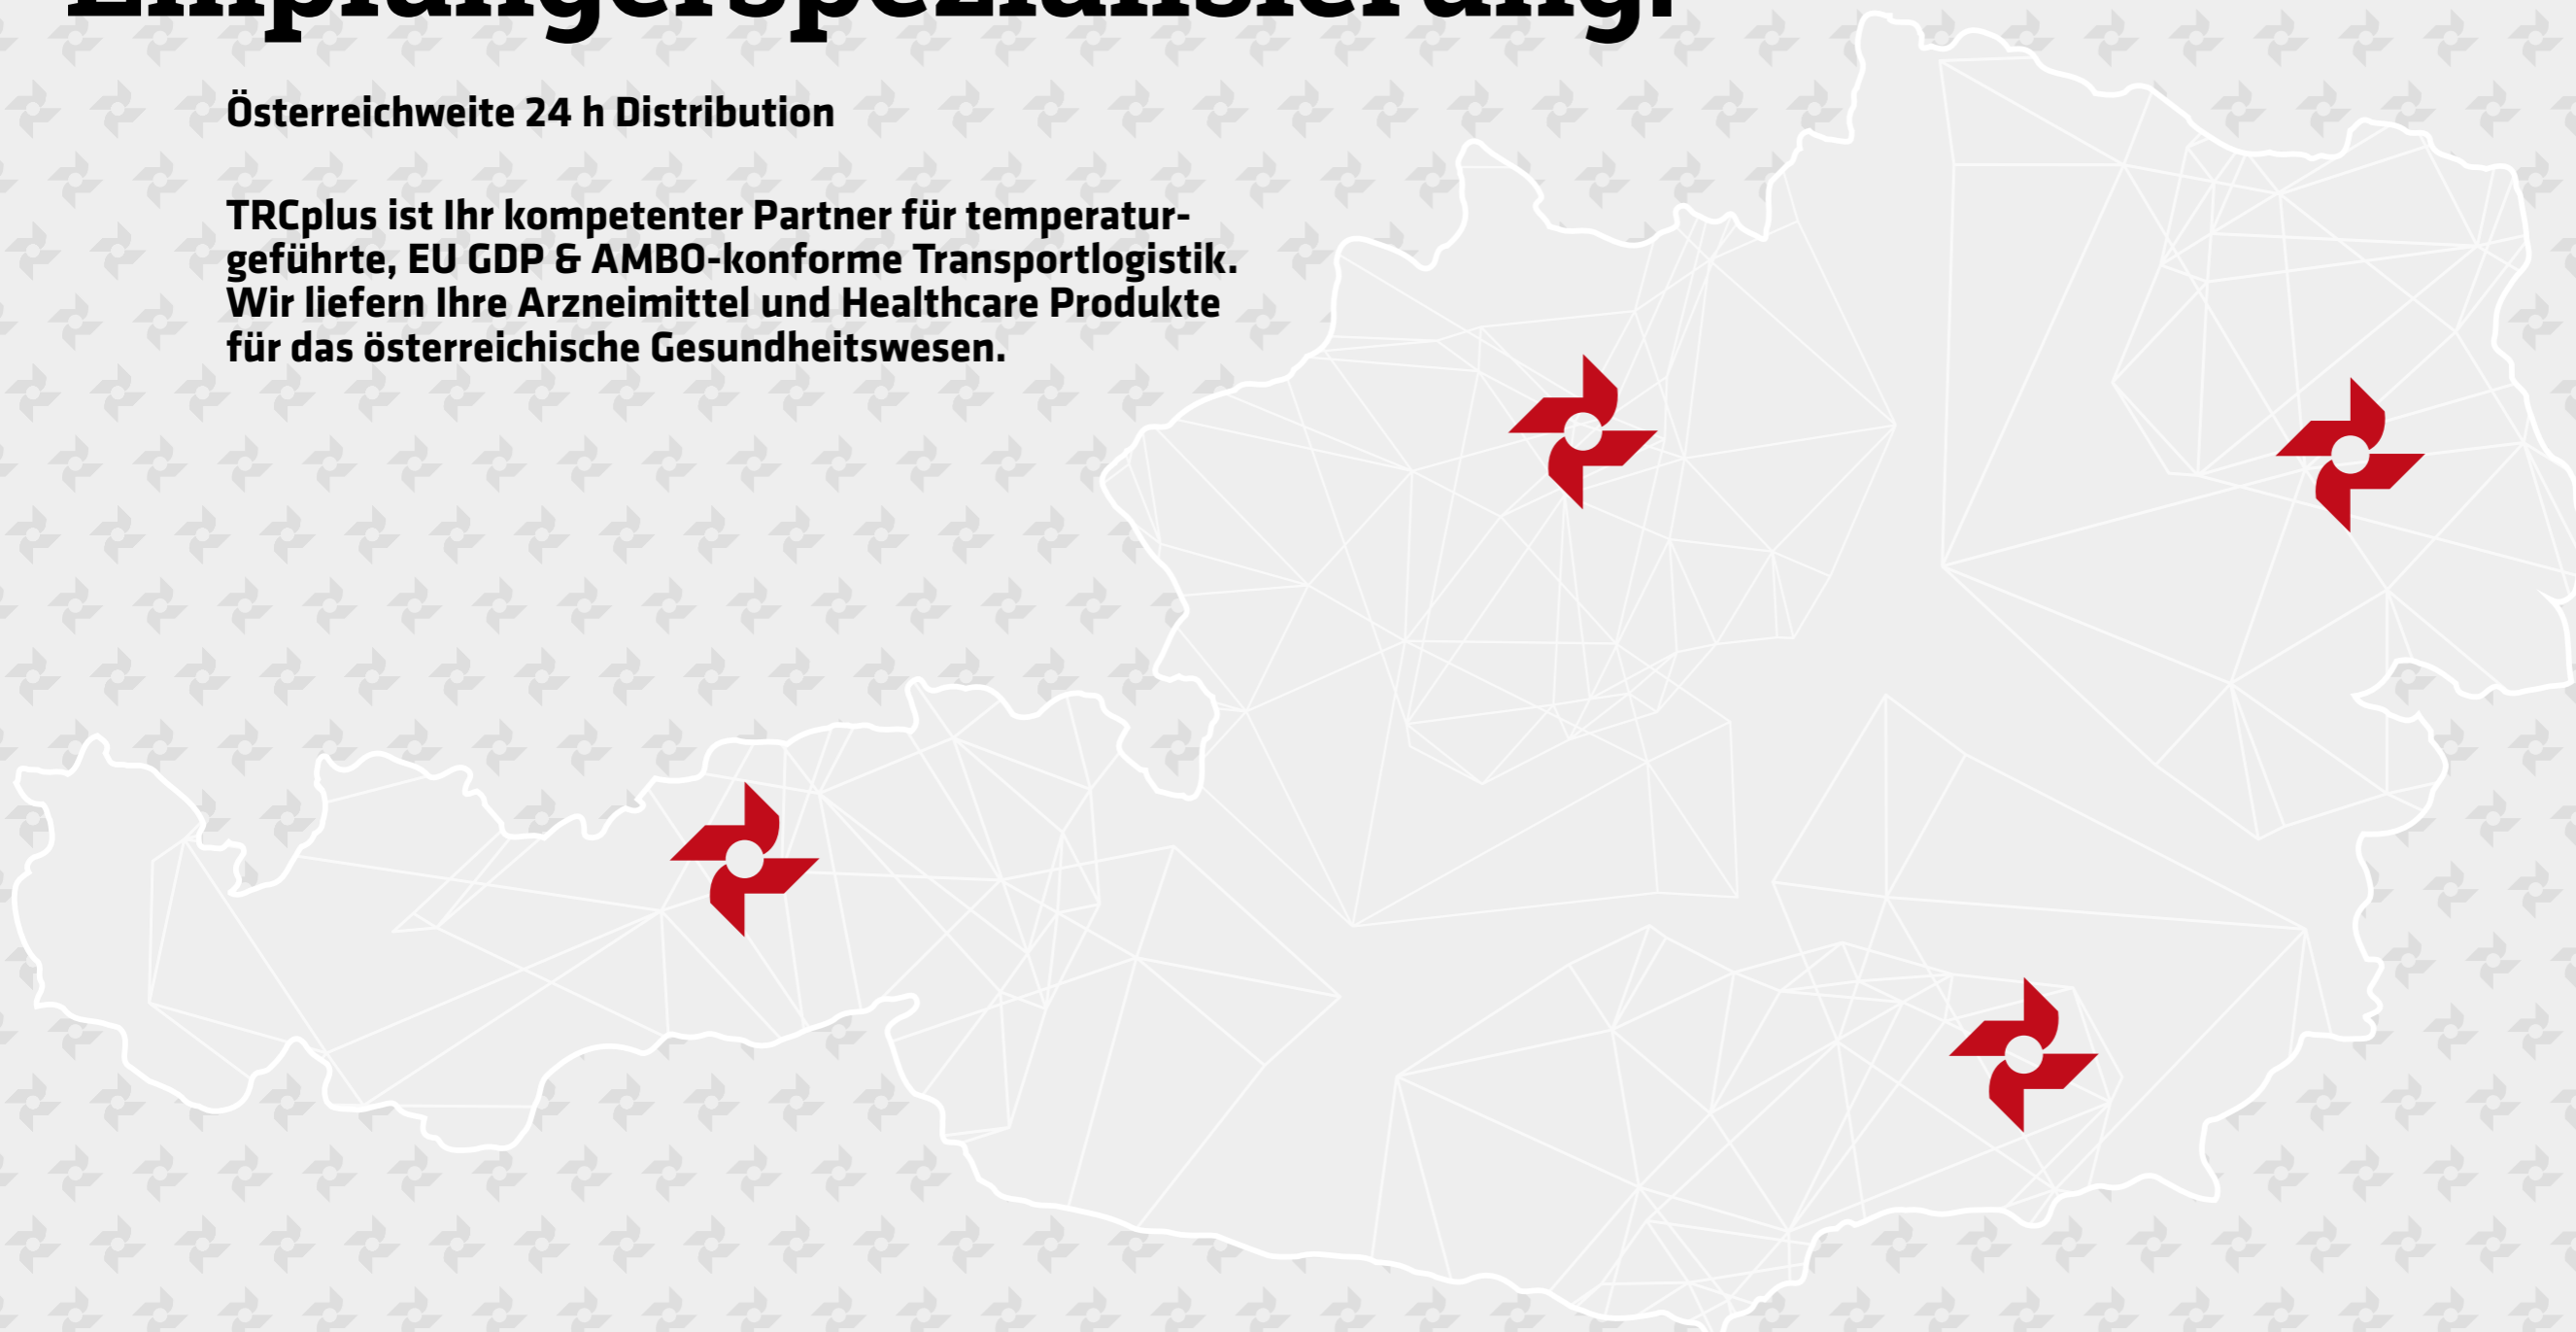 Empfängerspezialisierung.
Österreichweite 24 h Distribution
TRCplus ist Ihr kompetenter Partner für temperatur-
geführte, EU GDP & AMBO-konforme Transportlogistik.
Wir liefern Ihre Arzneimittel und Healthcare Produkte
für das österreichische Gesundheitswesen.